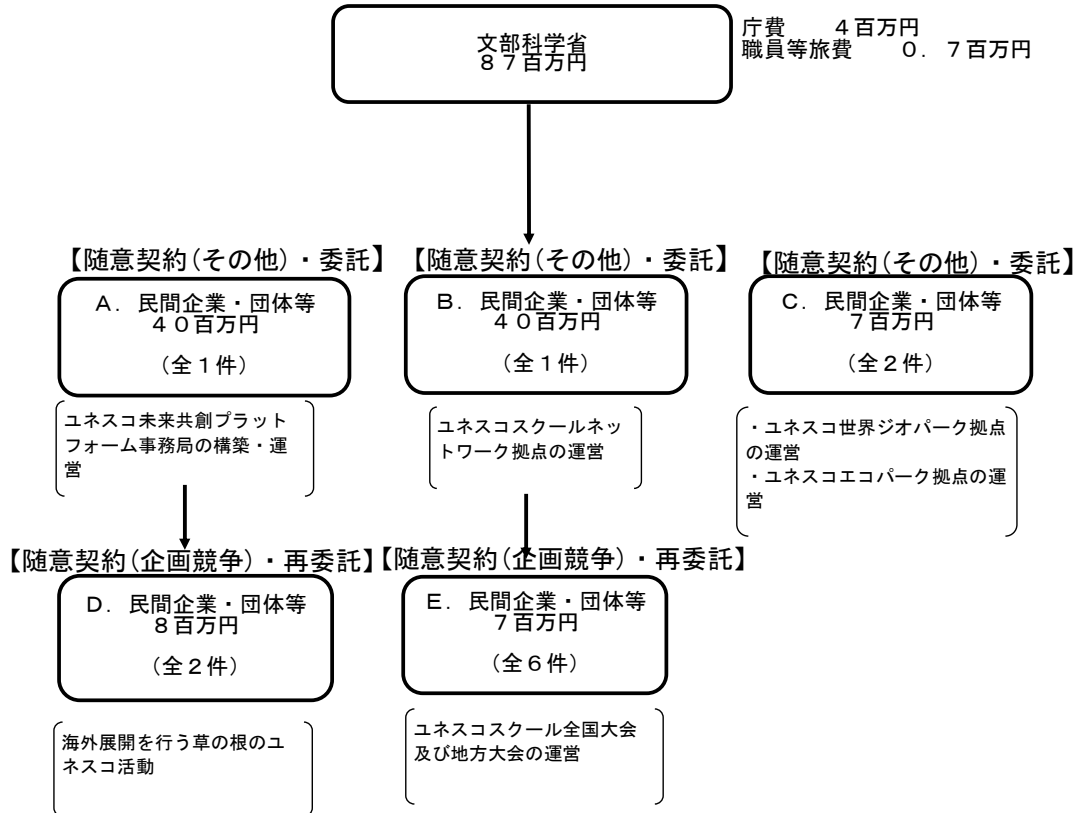 文部科学省
８７百万円
庁費　　４百万円
職員等旅費　　０．７百万円
【随意契約（その他）・委託】
Ａ．民間企業・団体等
４０百万円
（全１件）
ユネスコ未来共創プラット
フォーム事務局の構築・運
営
【随意契約（その他）・委託】
Ｂ．民間企業・団体等
４０百万円
（全１件）
ユネスコスクールネッ
トワーク拠点の運営
【随意契約（その他）・委託】
Ｃ．民間企業・団体等
７百万円
（全２件）
・ユネスコ世界ジオパーク拠点
の運営
・ユネスコエコパーク拠点の運
営
【随意契約（企画競争）・再委託】
Ｄ．民間企業・団体等
８百万円
（全２件）
海外展開を行う草の根のユ
ネスコ活動
【随意契約（企画競争）・再委託】
Ｅ．民間企業・団体等
７百万円
（全６件）
ユネスコスクール全国大会
及び地方大会の運営